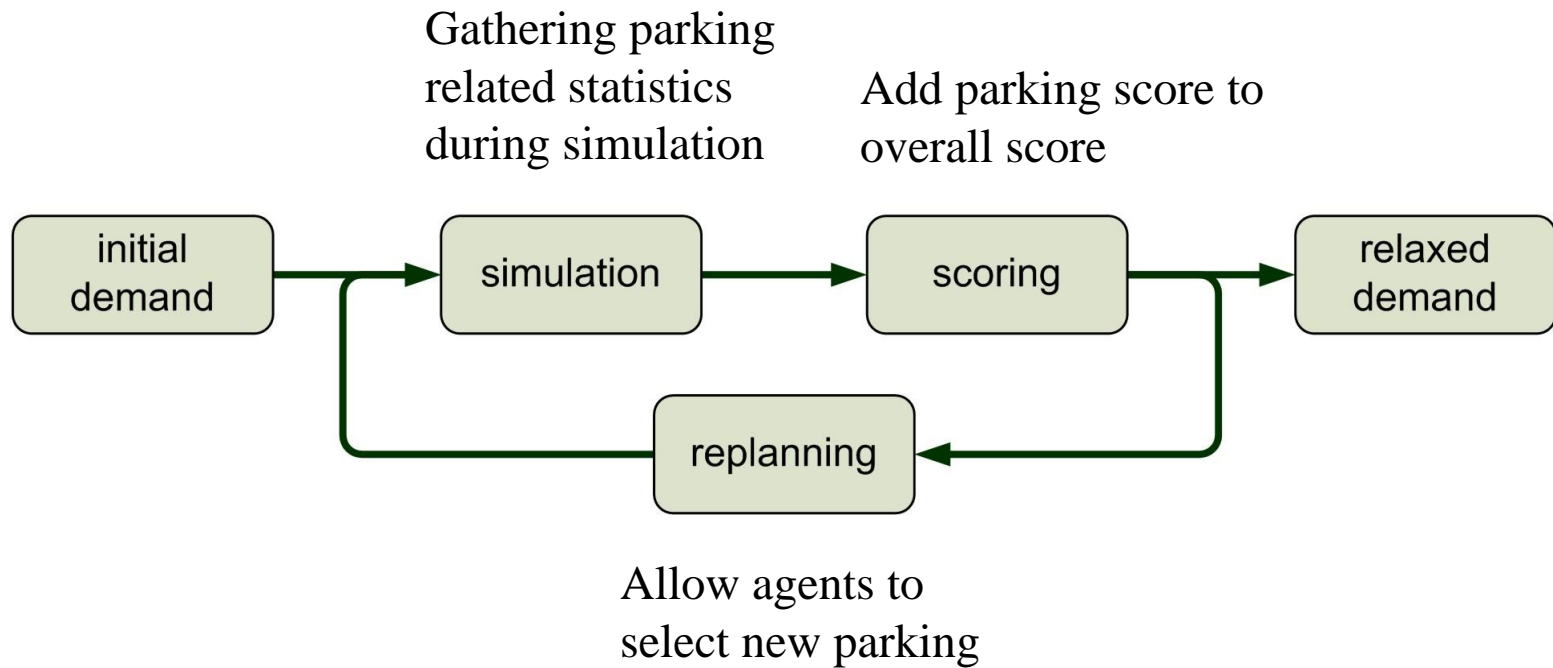 Gathering parking
related statistics
during simulation
Add parking score to
overall score
initial
demand
simulation
scoring
relaxed
demand
replanning
Allow agents to
select new parking